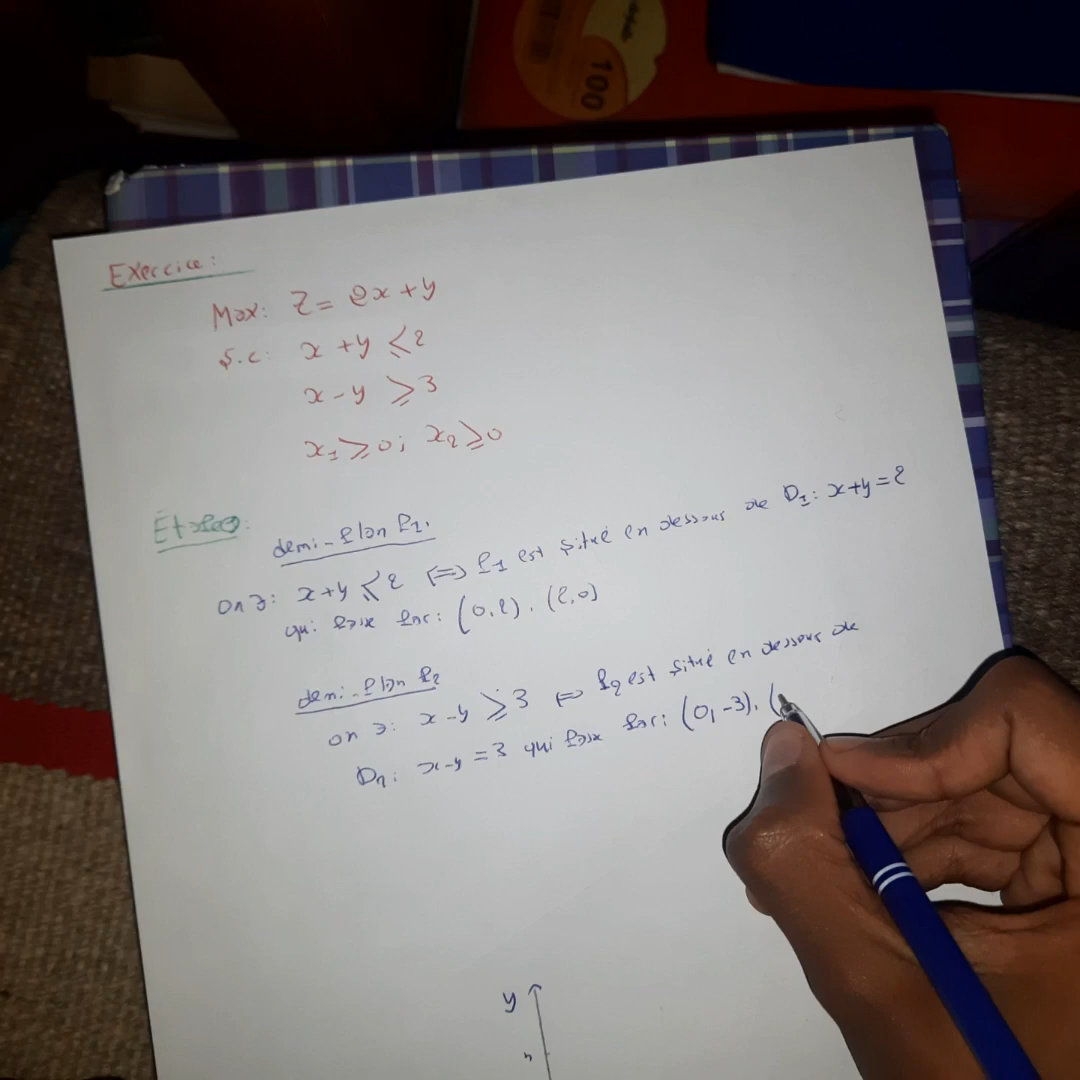 100
Exercice:
Max: Z = 2x + y
S.C: x + y ⩽ 2
x - y ⩾ 3
x₁ ⩾ 0; x₂ ⩾ 0
Etapes:
demi-plan P1.
on a: x+y ⩽ 2 ⟺ P1 est situé en dessous de D₁: x+y = 2
qui passe par: (0,2), (2,0)
demi-plan P2
on a: x-y ⩾ 3 ⟺ P2 est situé en dessous de
x-y = 3 qui passe par: (0,-3), (
y
4